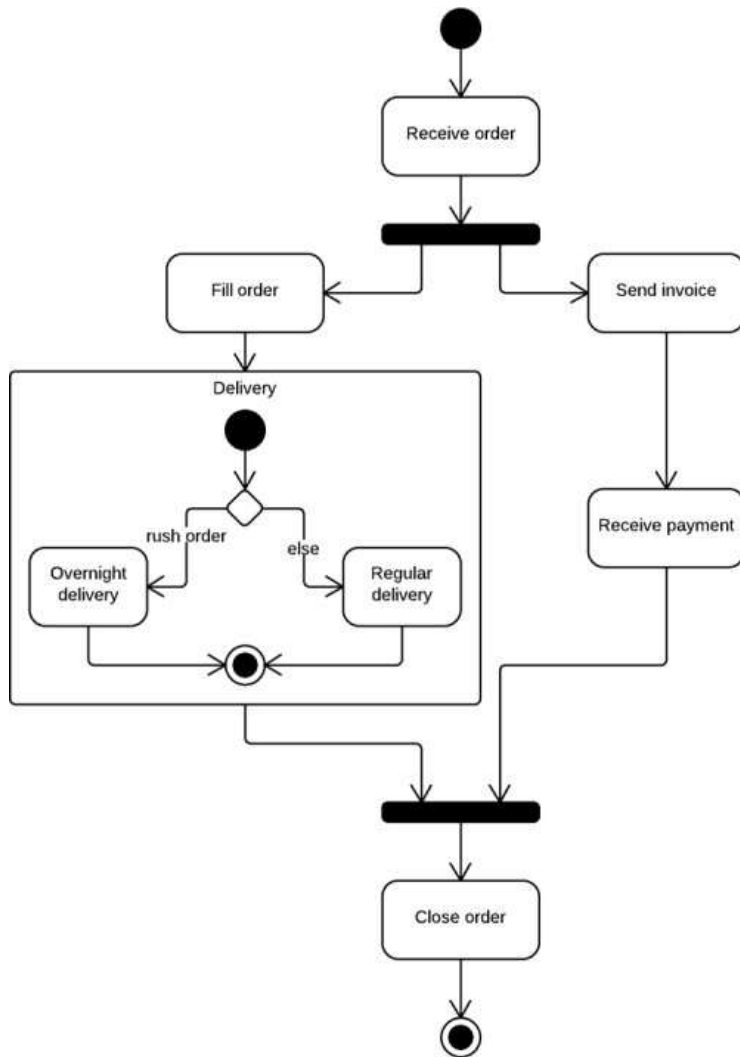 Receive order
Fill order
Send invoice
Delivery
rush order
else
Receive payment
Overnight
delivery
Regular
delivery
Close order